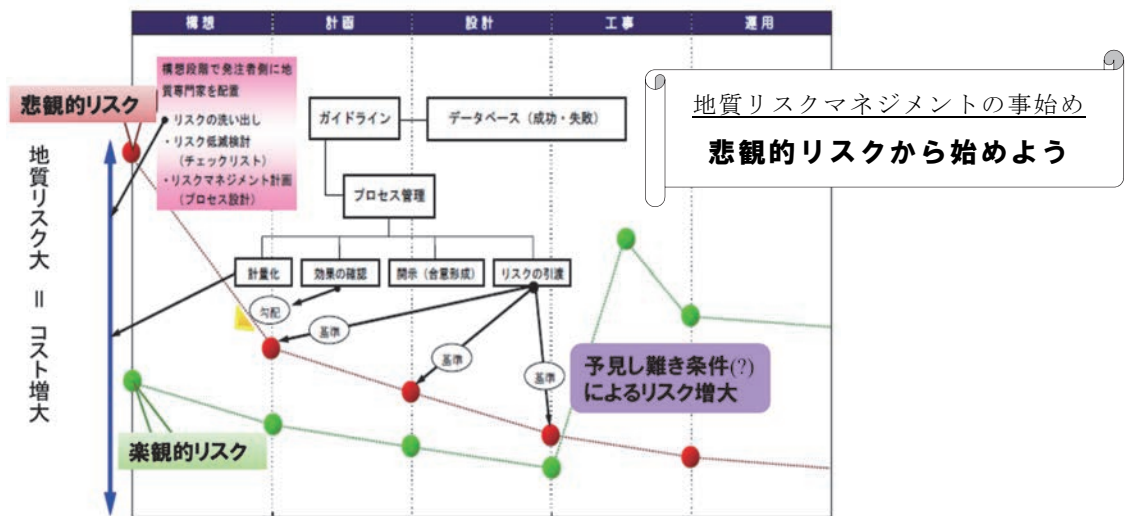 構想 計画 設計 工事 運用
構想段階で発注者側に地
質専門家を配置
● リスクの洗い出し
・リスク低減検討
(チェックリスト)
・リスクマネジメント計画
(プロセス設計)
悲観的リスク
地質リスク大 = コスト増大
ガイドライン
データベース(成功・失敗)
プロセス管理
計量化
効果の確認
開示(合意形成)
リスクの引渡
勾配
基準
基準
基準
予見し難き条件(?)
によるリスク増大
楽観的リスク
地質リスクマネジメントの事始め
悲観的リスクから始めよう